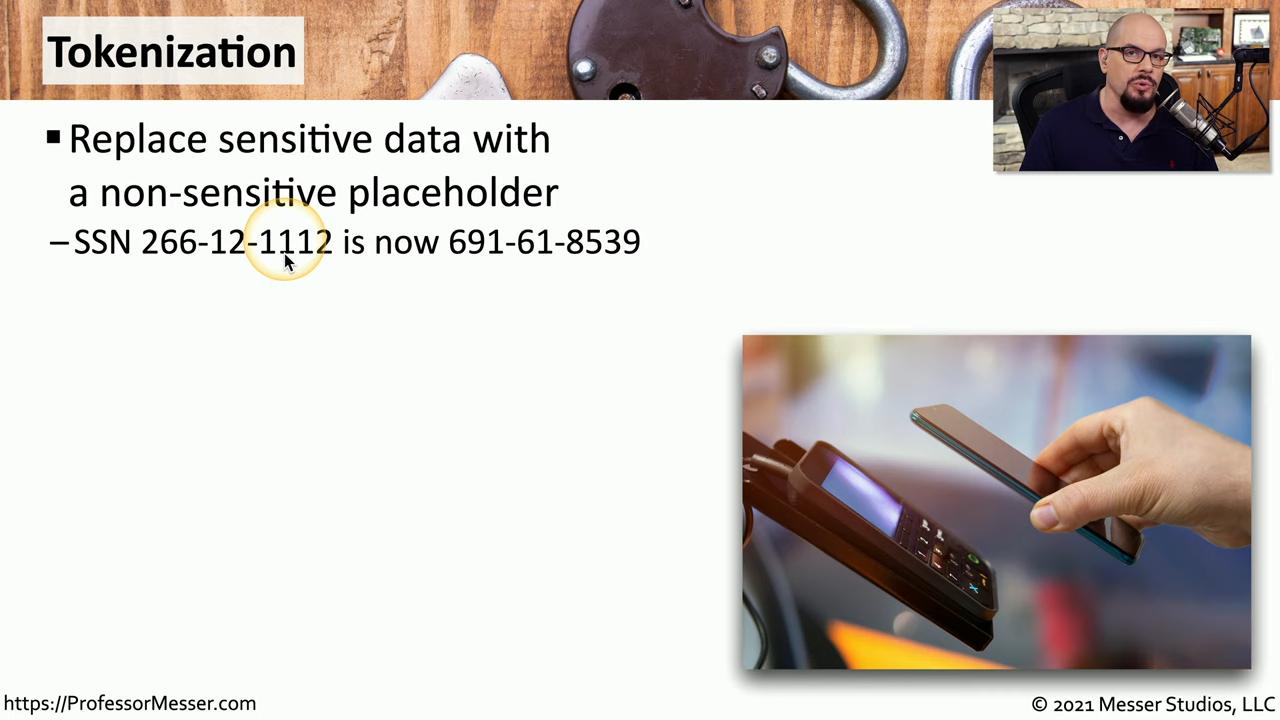 Tokenization
▪ Replace sensitive data with
a non-sensitive placeholder
– SSN 266-12-1112 is now 691-61-8539
https://ProfessorMesser.com
© 2021 Messer Studios, LLC